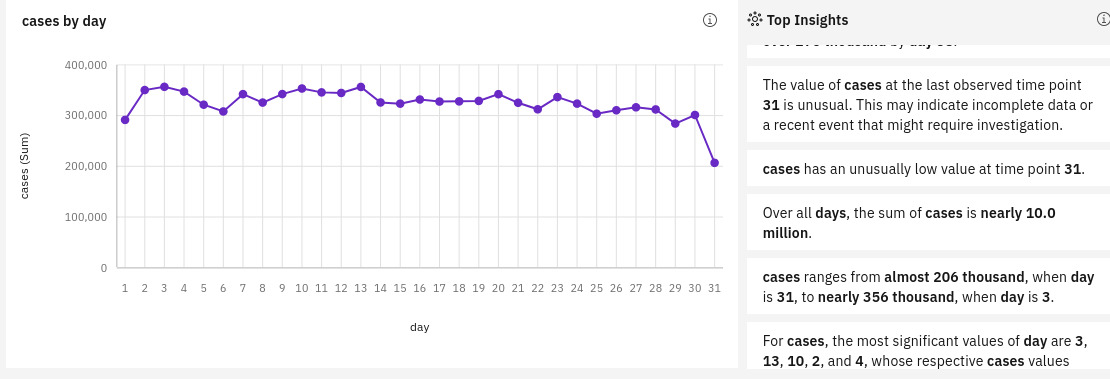 cases by day
400,000
300,000
200,000
100,000
0
cases (Sum)
1 2 3 4 5 6 7 8 9 10 11 12 13 14 15 16 17 18 19 20 21 22 23 24 25 26 27 28 29 30 31
day
Top Insights
The value of cases at the last observed time point
31 is unusual. This may indicate incomplete data or
a recent event that might require investigation.
cases has an unusually low value at time point 31.
Over all days, the sum of cases is nearly 10.0
million.
cases ranges from almost 206 thousand, when day
is 31, to nearly 356 thousand, when day is 3.
For cases, the most significant values of day are 3,
13, 10, 2, and 4, whose respective cases values